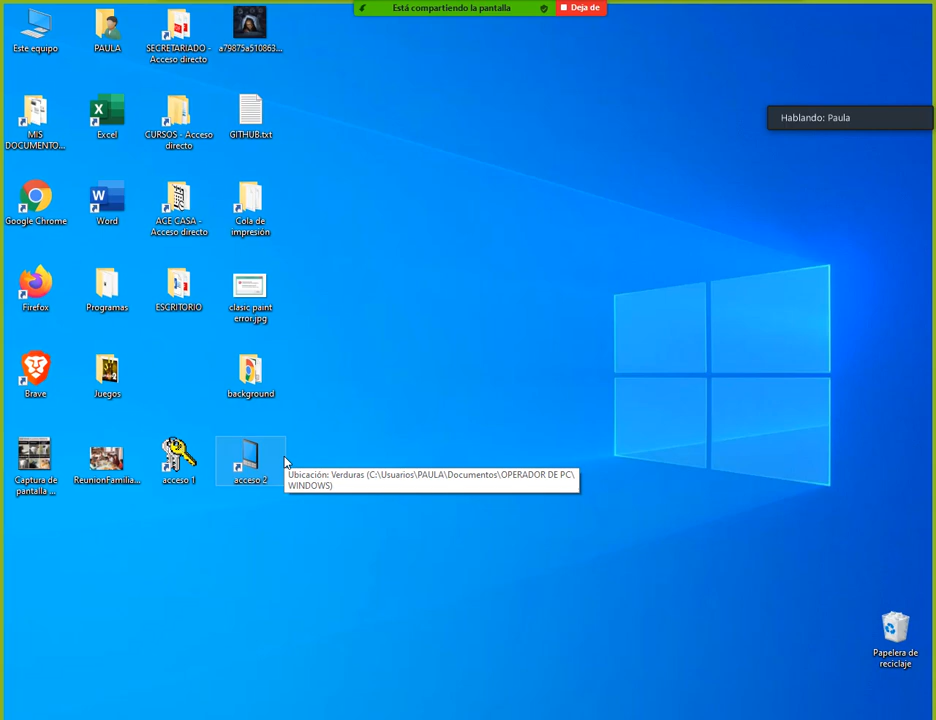 Está compartiendo la pantalla
Deja de
Hablando: Paula
Este equipo
PAULA
SECRETARIADO -
Acceso directo
a79875a510863...
MIS
DOCUMENTO...
Excel
CURSOS - Acceso
directo
GITHUB.txt
Google Chrome
Word
ACE CASA -
Acceso directo
Cola de
impresión
Firefox
Programas
ESCRITORIO
clasic paint
error.jpg
Brave
Juegos
background
Captura de
pantalla ...
ReunionFamilia...
acceso 1
acceso 2
Ubicación: Verduras (C:\Usuarios\PAULA\Documentos\OPERADOR DE PC\
WINDOWS)
Papelera de
reciclaje